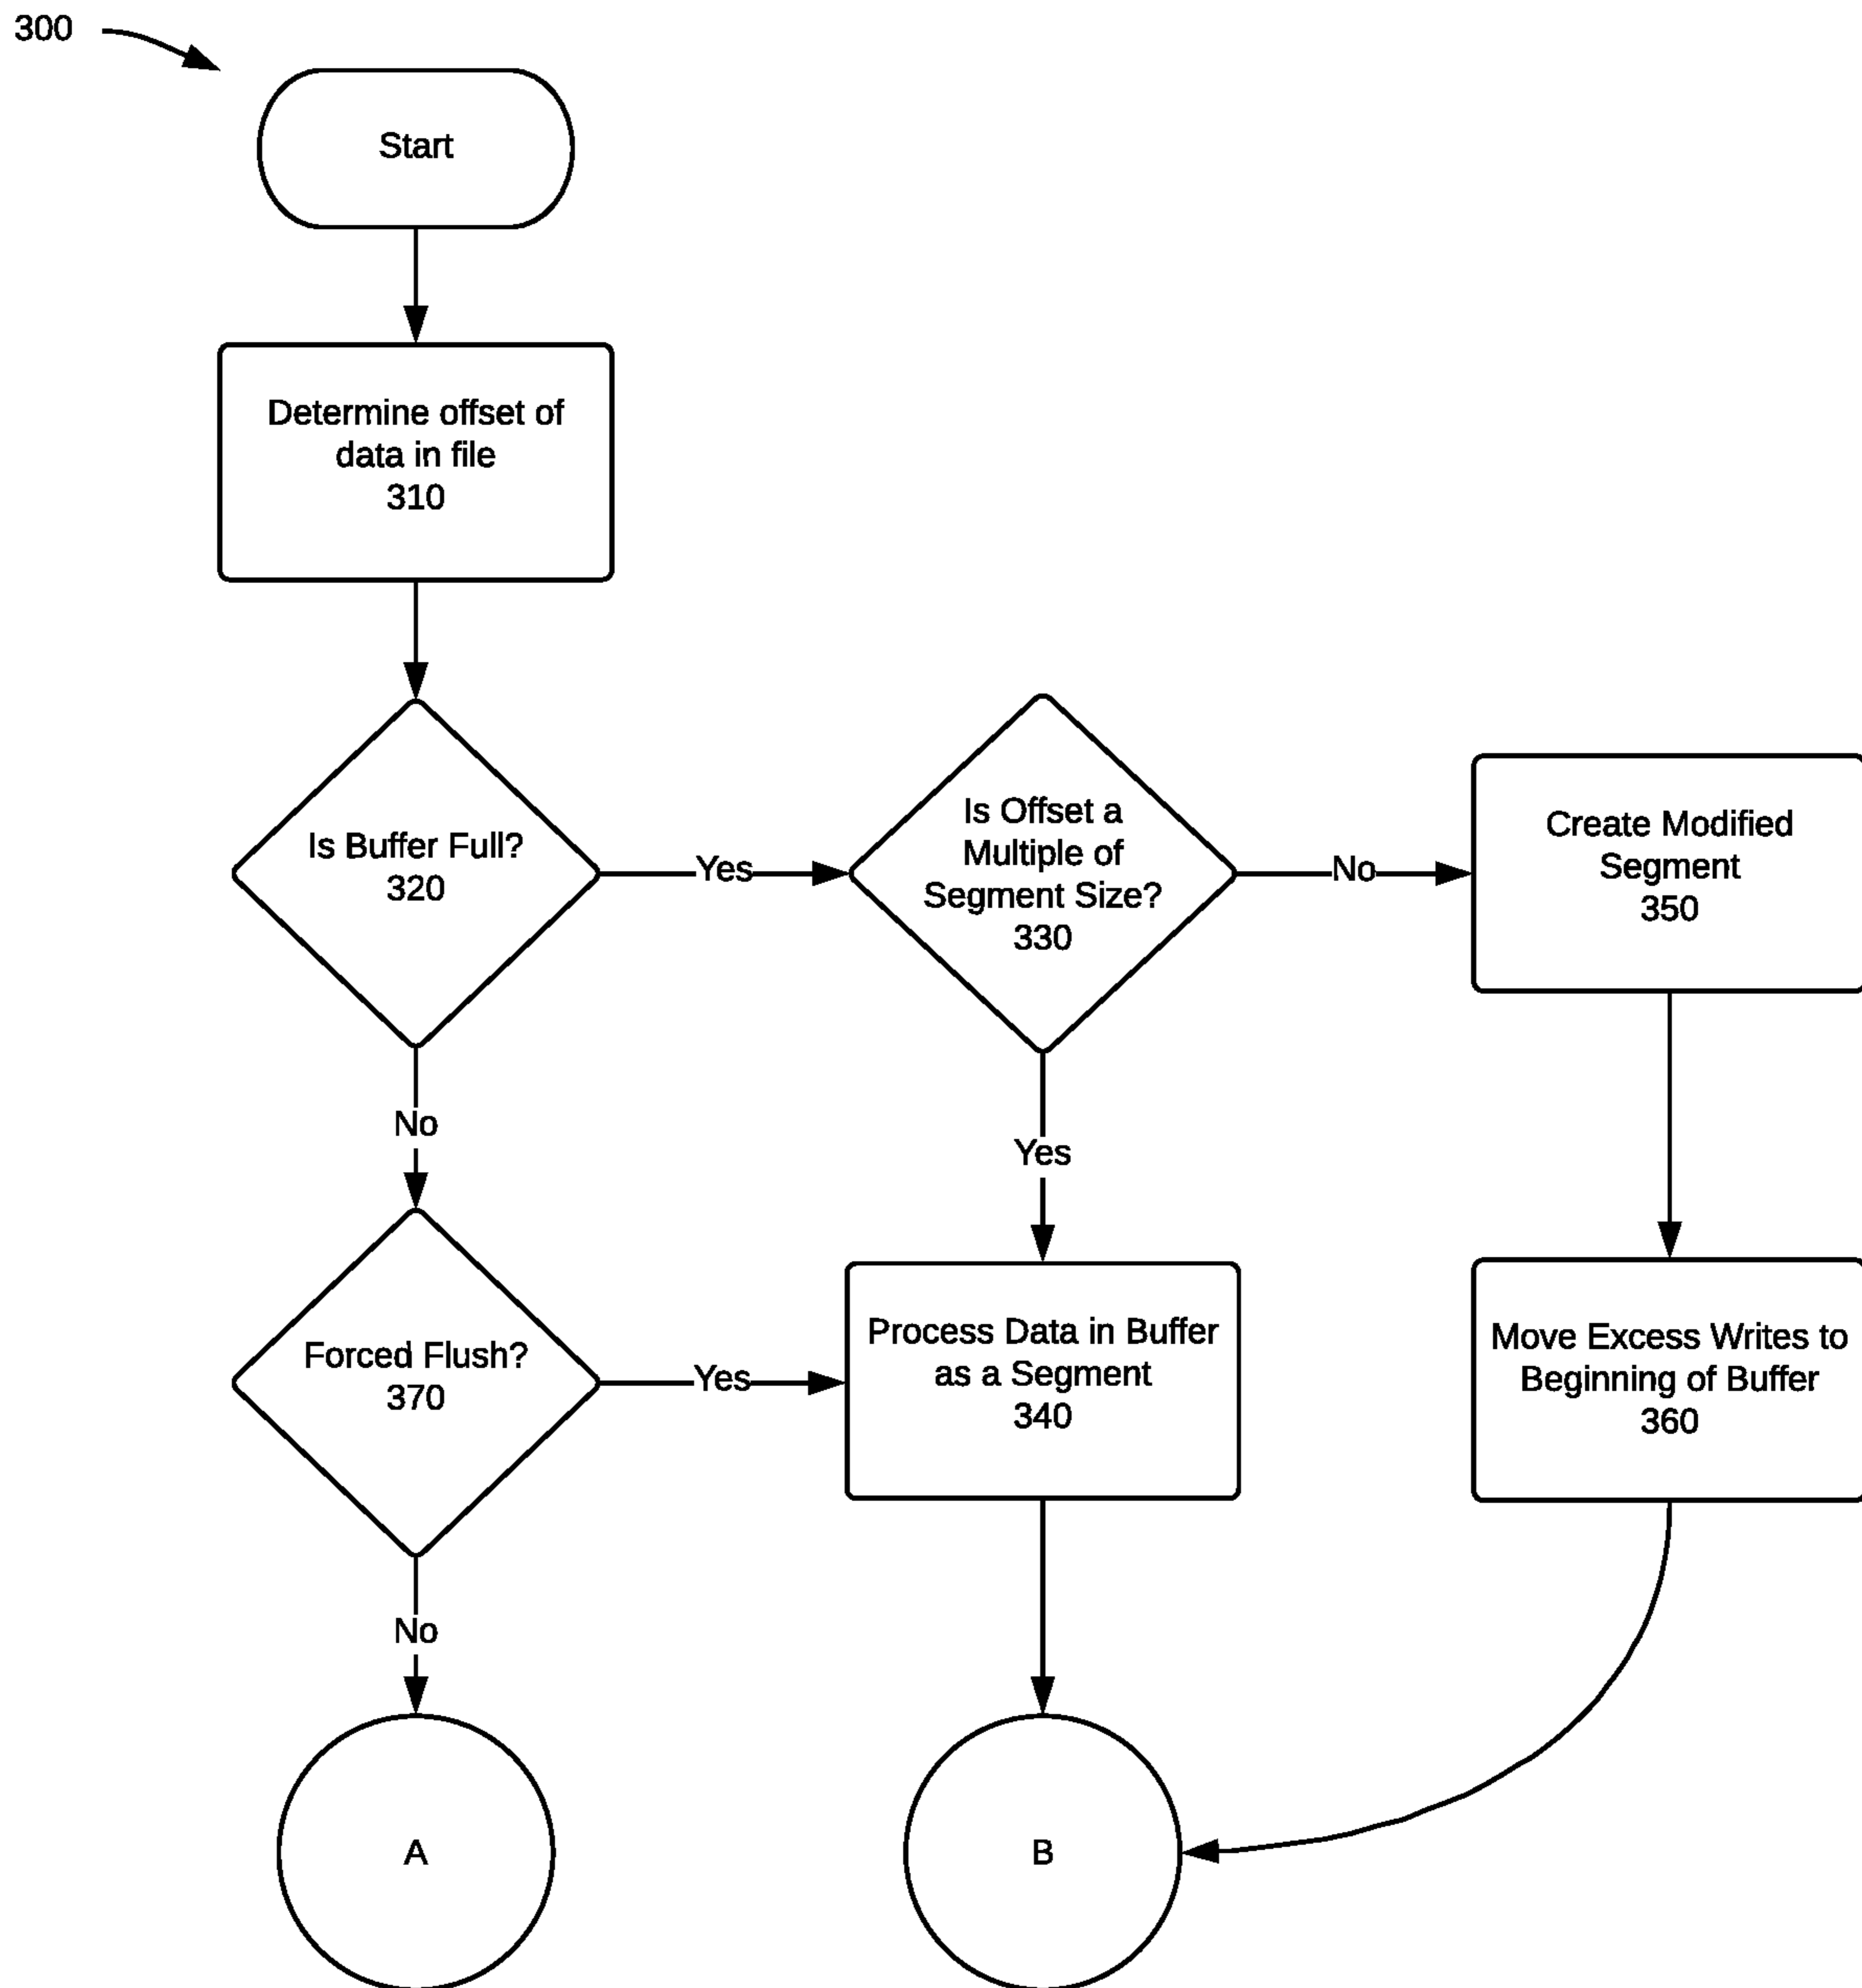 300
Start
Determine offset of
data in file
310
Is Buffer Full?
320
Yes
Is Offset a
Multiple of
Segment Size?
330
No
Create Modified
Segment
350
No
Yes
Forced Flush?
370
Yes
Process Data in Buffer
as a Segment
340
Move Excess Writes to
Beginning of Buffer
360
No
A
B